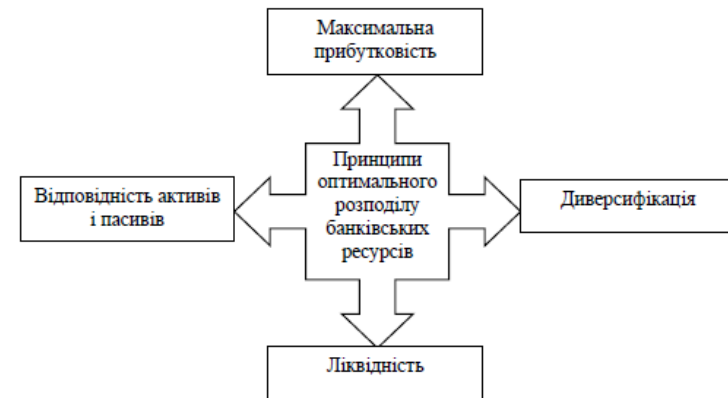 Максимальна
прибутковість
Відповідність активів
і пасивів
Принципи
оптимального
розподілу
банківських
ресурсів
Диверсифікація
Ліквідність